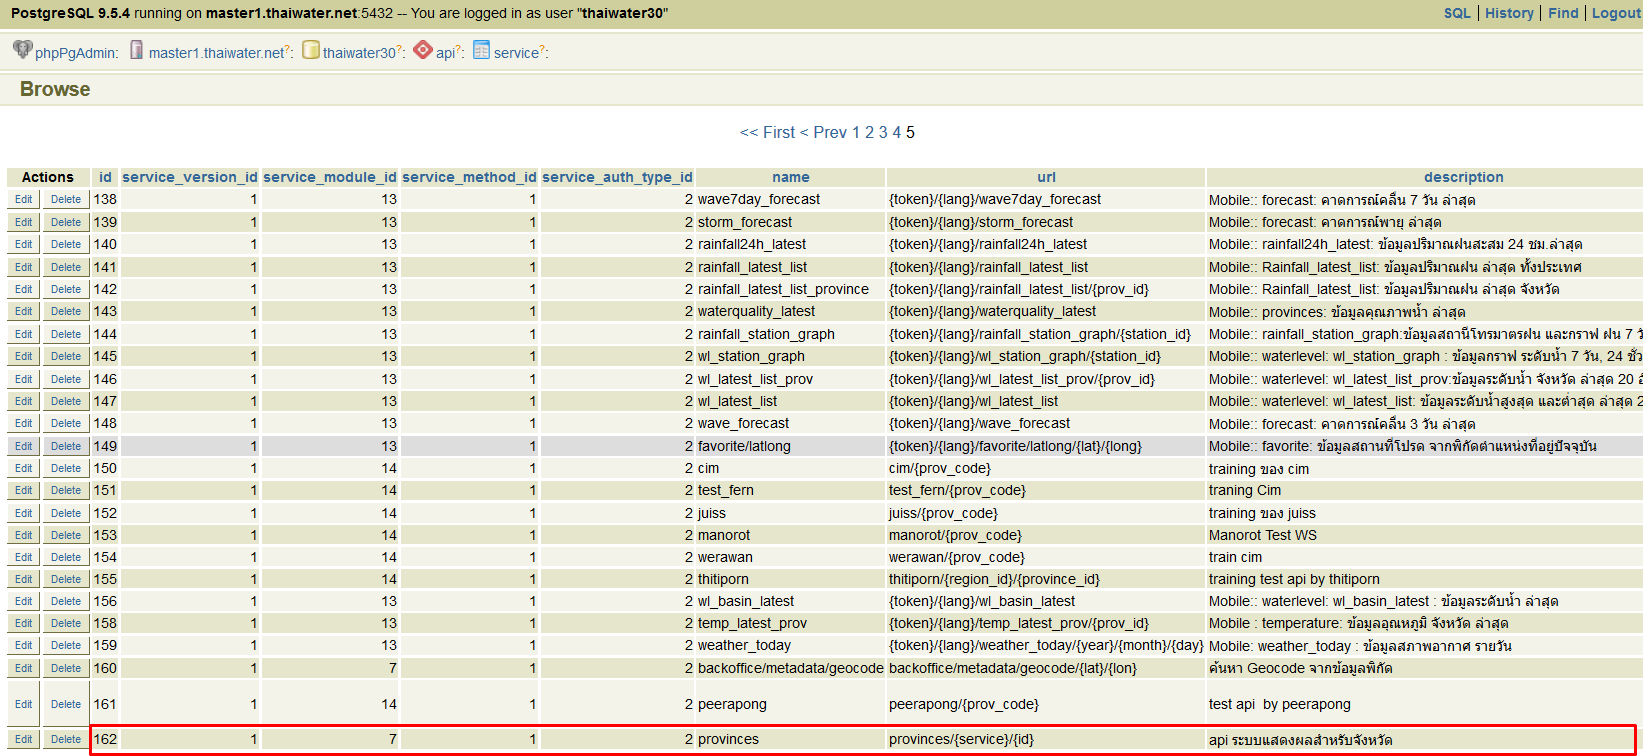 PostgreSQL 9.5.4 running on master1.thaiwater.net:5432 -- You are logged in as user "thaiwater30" SQL | History | Find | Logout
phpPgAdmin: master1.thaiwater.net?: thaiwater30?: api?: service?:
Browse
<< First < Prev 1 2 3 4 5
Actions id service_version_id service_module_id service_method_id service_auth_type_id name url description
Edit Delete 138 1 13 1 2 wave7day_forecast {token}/{lang}/wave7day_forecast Mobile:: forecast: คาดการณ์คลื่น 7 วัน ล่าสุด
Edit Delete 139 1 13 1 2 storm_forecast {token}/{lang}/storm_forecast Mobile:: forecast: คาดการณ์พายุ ล่าสุด
Edit Delete 140 1 13 1 2 rainfall24h_latest {token}/{lang}/rainfall24h_latest Mobile:: rainfall24h_latest: ข้อมูลปริมาณฝนสะสม 24 ชม.ล่าสุด
Edit Delete 141 1 13 1 2 rainfall_latest_list {token}/{lang}/rainfall_latest_list Mobile:: Rainfall_latest_list: ข้อมูลปริมาณฝน ล่าสุด ทั้งประเทศ
Edit Delete 142 1 13 1 2 rainfall_latest_list_province {token}/{lang}/rainfall_latest_list/{prov_id} Mobile:: Rainfall_latest_list: ข้อมูลปริมาณฝน ล่าสุด จังหวัด
Edit Delete 143 1 13 1 2 waterquality_latest {token}/{lang}/waterquality_latest Mobile:: provinces: ข้อมูลคุณภาพน้ำ ล่าสุด
Edit Delete 144 1 13 1 2 rainfall_station_graph {token}/{lang}/rainfall_station_graph/{station_id} Mobile:: rainfall_station_graph:ข้อมูลสถานีโทรมาตรฝน และกราฟ ฝน 7 วั
Edit Delete 145 1 13 1 2 wl_station_graph {token}/{lang}/wl_station_graph/{station_id} Mobile:: waterlevel: wl_station_graph : ข้อมูลกราฟ ระดับน้ำ 7 วัน, 24 ชั่ว
Edit Delete 146 1 13 1 2 wl_latest_list_prov {token}/{lang}/wl_latest_list_prov/{prov_id} Mobile:: waterlevel: wl_latest_list_prov:ข้อมูลระดับน้ำ จังหวัด ล่าสุด 20 อั
Edit Delete 147 1 13 1 2 wl_latest_list {token}/{lang}/wl_latest_list Mobile:: waterlevel: wl_latest_list: ข้อมูลระดับน้ำสูงสุด และต่ำสุด ล่าสุด 2
Edit Delete 148 1 13 1 2 wave_forecast {token}/{lang}/wave_forecast Mobile:: forecast: คาดการณ์คลื่น 3 วัน ล่าสุด
Edit Delete 149 1 13 1 2 favorite/latlong {token}/{lang}/favorite/latlong/{lat}/{long} Mobile:: favorite: ข้อมูลสถานที่โปรด จากพิกัดตำแหน่งที่อยู่ปัจจุบัน
Edit Delete 150 1 14 1 2 cim cim/{prov_code} training ของ cim
Edit Delete 151 1 14 1 2 test_fern test_fern/{prov_code} traning Cim
Edit Delete 152 1 14 1 2 juiss juiss/{prov_code} training ของ juiss
Edit Delete 153 1 14 1 2 manorot manorot/{prov_code} Manorot Test WS
Edit Delete 154 1 14 1 2 werawan werawan/{prov_code} train cim
Edit Delete 155 1 14 1 2 thitiporn thitiporn/{region_id}/{province_id} training test api by thitiporn
Edit Delete 156 1 13 1 2 wl_basin_latest {token}/{lang}/wl_basin_latest Mobile:: waterlevel: wl_basin_latest : ข้อมูลระดับน้ำ ล่าสุด
Edit Delete 158 1 13 1 2 temp_latest_prov {token}/{lang}/temp_latest_prov/{prov_id} Mobile : temperature: ข้อมูลอุณหภูมิ จังหวัด ล่าสุด
Edit Delete 159 1 13 1 2 weather_today {token}/{lang}/weather_today/{year}/{month}/{day} Mobile: weather_today : ข้อมูลสภาพอากาศ รายวัน
Edit Delete 160 1 7 1 2 backoffice/metadata/geocode backoffice/metadata/geocode/{lat}/{lon} ค้นหา Geocode จากข้อมูลพิกัด
Edit Delete 161 1 14 1 2 peerapong peerapong/{prov_code} test api by peerapong
Edit Delete 162 1 7 1 2 provinces provinces/{service}/{id} api ระบบแสดงผลสำหรับจังหวัด